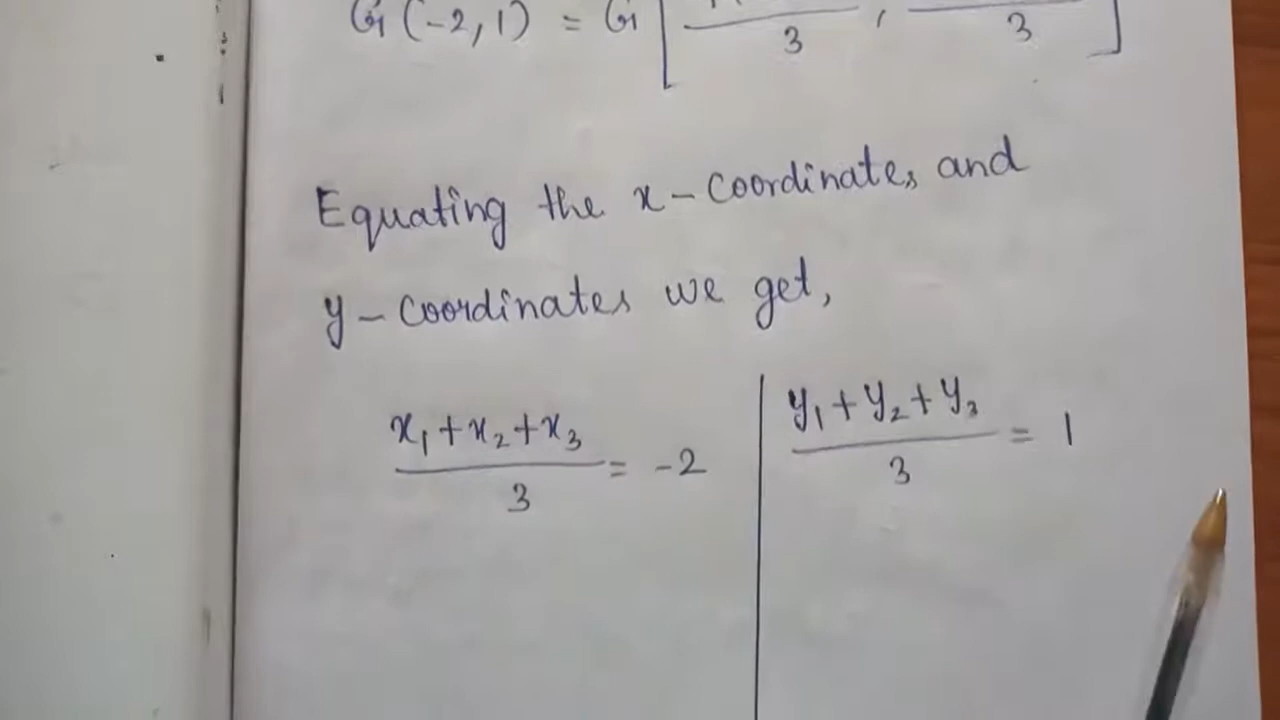 G(-2,1) = G[ 3 , 3 ]
Equating the x-coordinates and
y-coordinates we get,
x₁+x₂+x₃ / 3 = -2
y₁+y₂+y₃ / 3 = 1